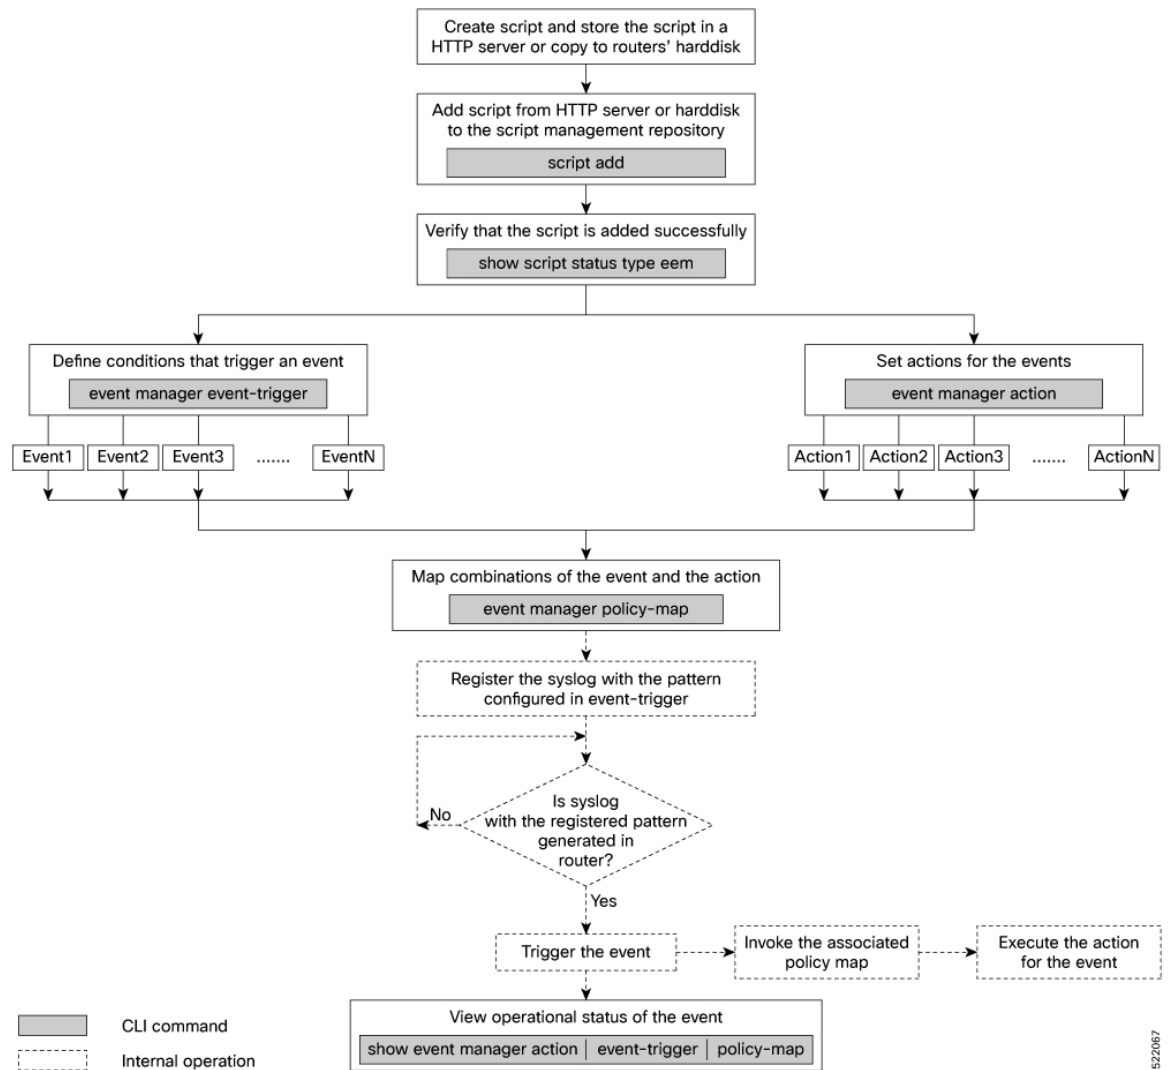 Create script and store the script in a
HTTP server or copy to routers' harddisk
Add script from HTTP server or harddisk
to the script management repository
script add
Verify that the script is added successfully
show script status type eem
Define conditions that trigger an event
event manager event-trigger
Event1 Event2 Event3 ....... EventN
Set actions for the events
event manager action
Action1 Action2 Action3 ....... ActionN
Map combinations of the event and the action
event manager policy-map
Register the syslog with the pattern
configured in event-trigger
Is syslog
with the registered pattern
generated in
router?
No
Yes
Trigger the event
Invoke the associated
policy map
Execute the action
for the event
View operational status of the event
show event manager action | event-trigger | policy-map
CLI command
Internal operation
522067